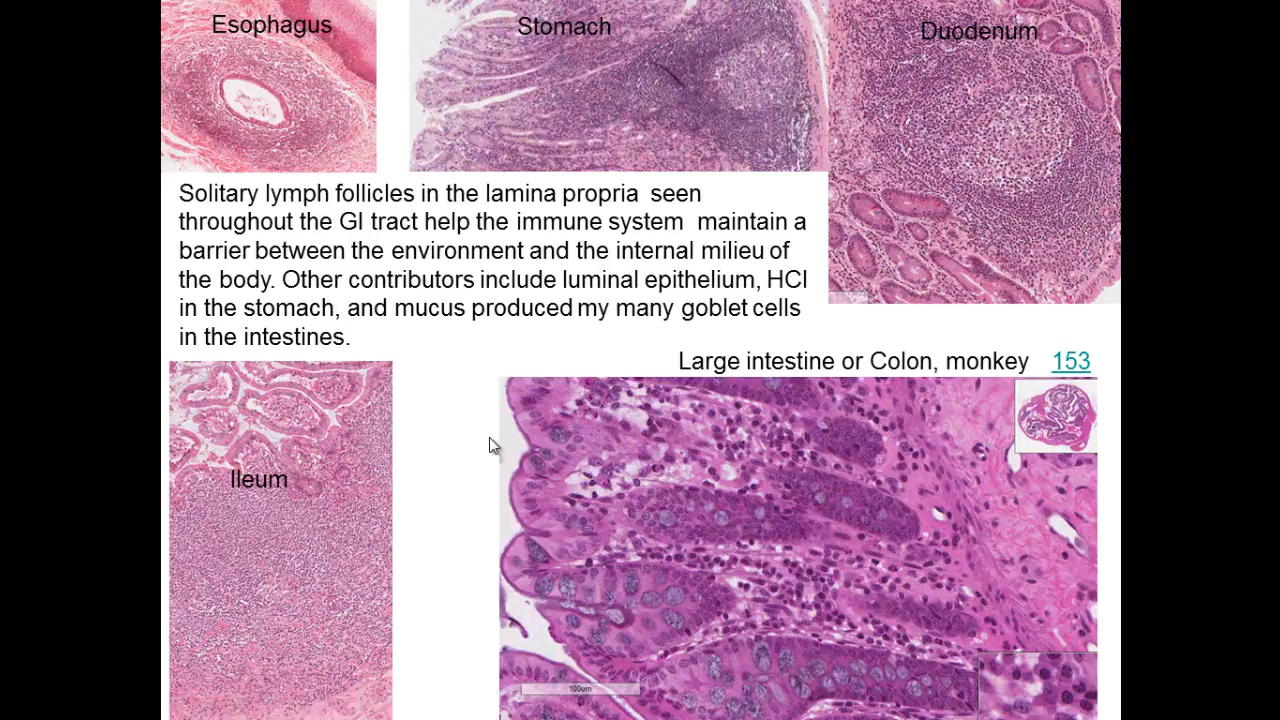 Esophagus
Stomach
Duodenum
Solitary lymph follicles in the lamina propria seen
throughout the GI tract help the immune system maintain a
barrier between the environment and the internal milieu of
the body. Other contributors include luminal epithelium, HCl
in the stomach, and mucus produced my many goblet cells
in the intestines.
Large intestine or Colon, monkey 153
Ileum
100um